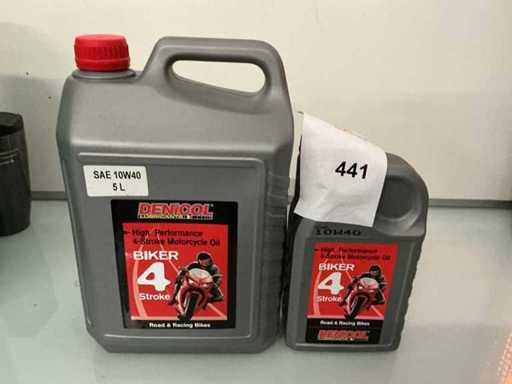 SAE 10W40
5 L
DENICOL
LUBRICANTS
High Performance
4-Stroke Motorcycle Oil
BIKER
4
Stroke
Road & Racing Bikes
441
10W40
High Performance
4-Stroke Motorcycle Oil
BIKER
4
Stroke
Road & Racing Bikes
DENICOL